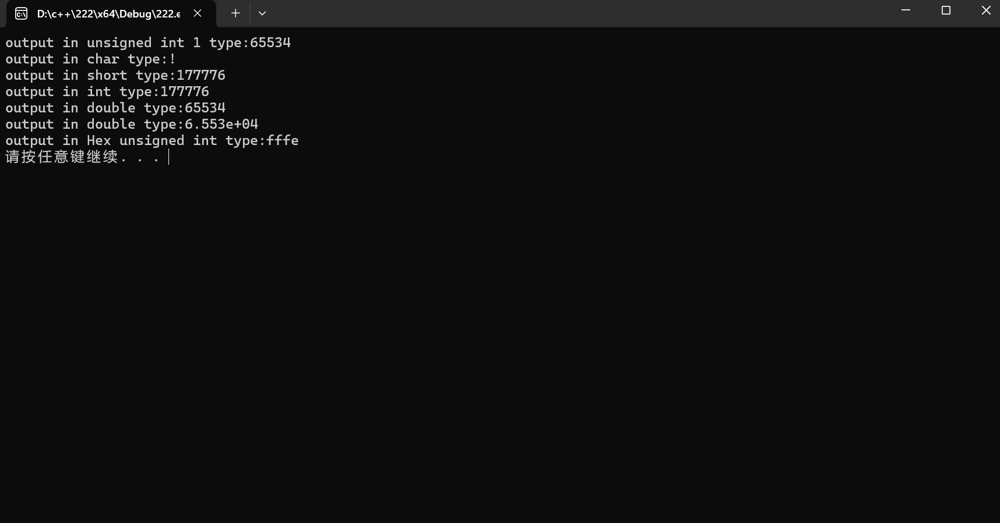 D:\c++\222\x64\Debug\222.e
output in unsigned int 1 type:65534
output in char type:!
output in short type:177776
output in int type:177776
output in double type:65534
output in double type:6.553e+04
output in Hex unsigned int type:fffe
请按任意键继续. . .